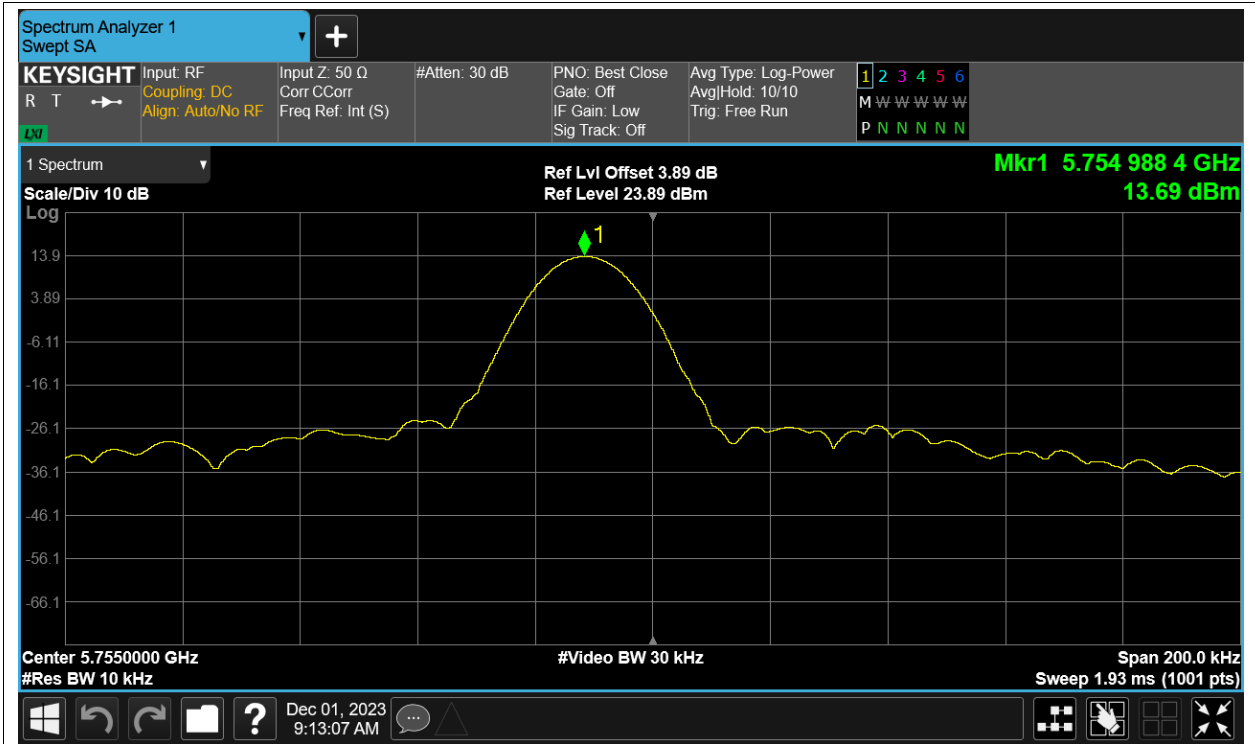 Spectrum Analyzer 1
Swept SA
+
KEYSIGHT
R T
LXI
Input: RF
Coupling: DC
Align: Auto/No RF
Input Z: 50 Ω
Corr CCorr
Freq Ref: Int (S)
#Atten: 30 dB
PNO: Best Close
Gate: Off
IF Gain: Low
Sig Track: Off
Avg Type: Log-Power
Avg|Hold: 10/10
Trig: Free Run
1 2 3 4 5 6
M W W W W W
P N N N N N
1 Spectrum
Scale/Div 10 dB
Log
Ref Lvl Offset 3.89 dB
Ref Level 23.89 dBm
Mkr1 5.754 988 4 GHz
13.69 dBm
1
13.9
3.89
-6.11
-16.1
-26.1
-36.1
-46.1
-56.1
-66.1
Center 5.7550000 GHz
#Res BW 10 kHz
#Video BW 30 kHz
Span 200.0 kHz
Sweep 1.93 ms (1001 pts)
?
Dec 01, 2023
9:13:07 AM